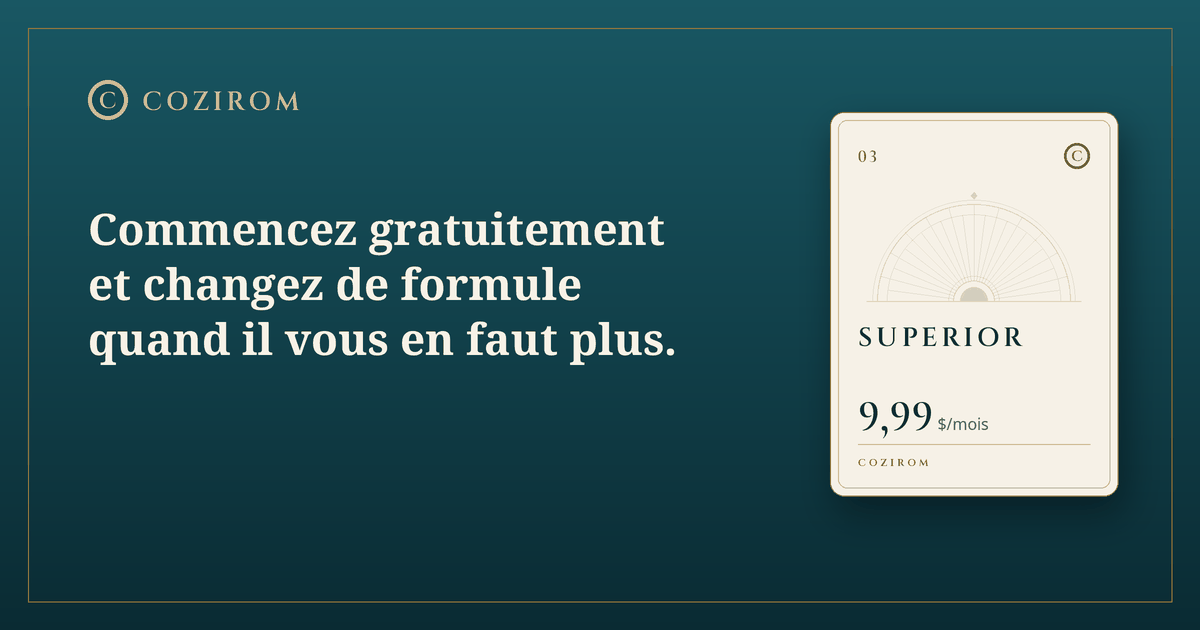 C COZIROM
Commencez gratuitement
et changez de formule
quand il vous en faut plus.
03 C
SUPERIOR
9,99 $/mois
COZIROM